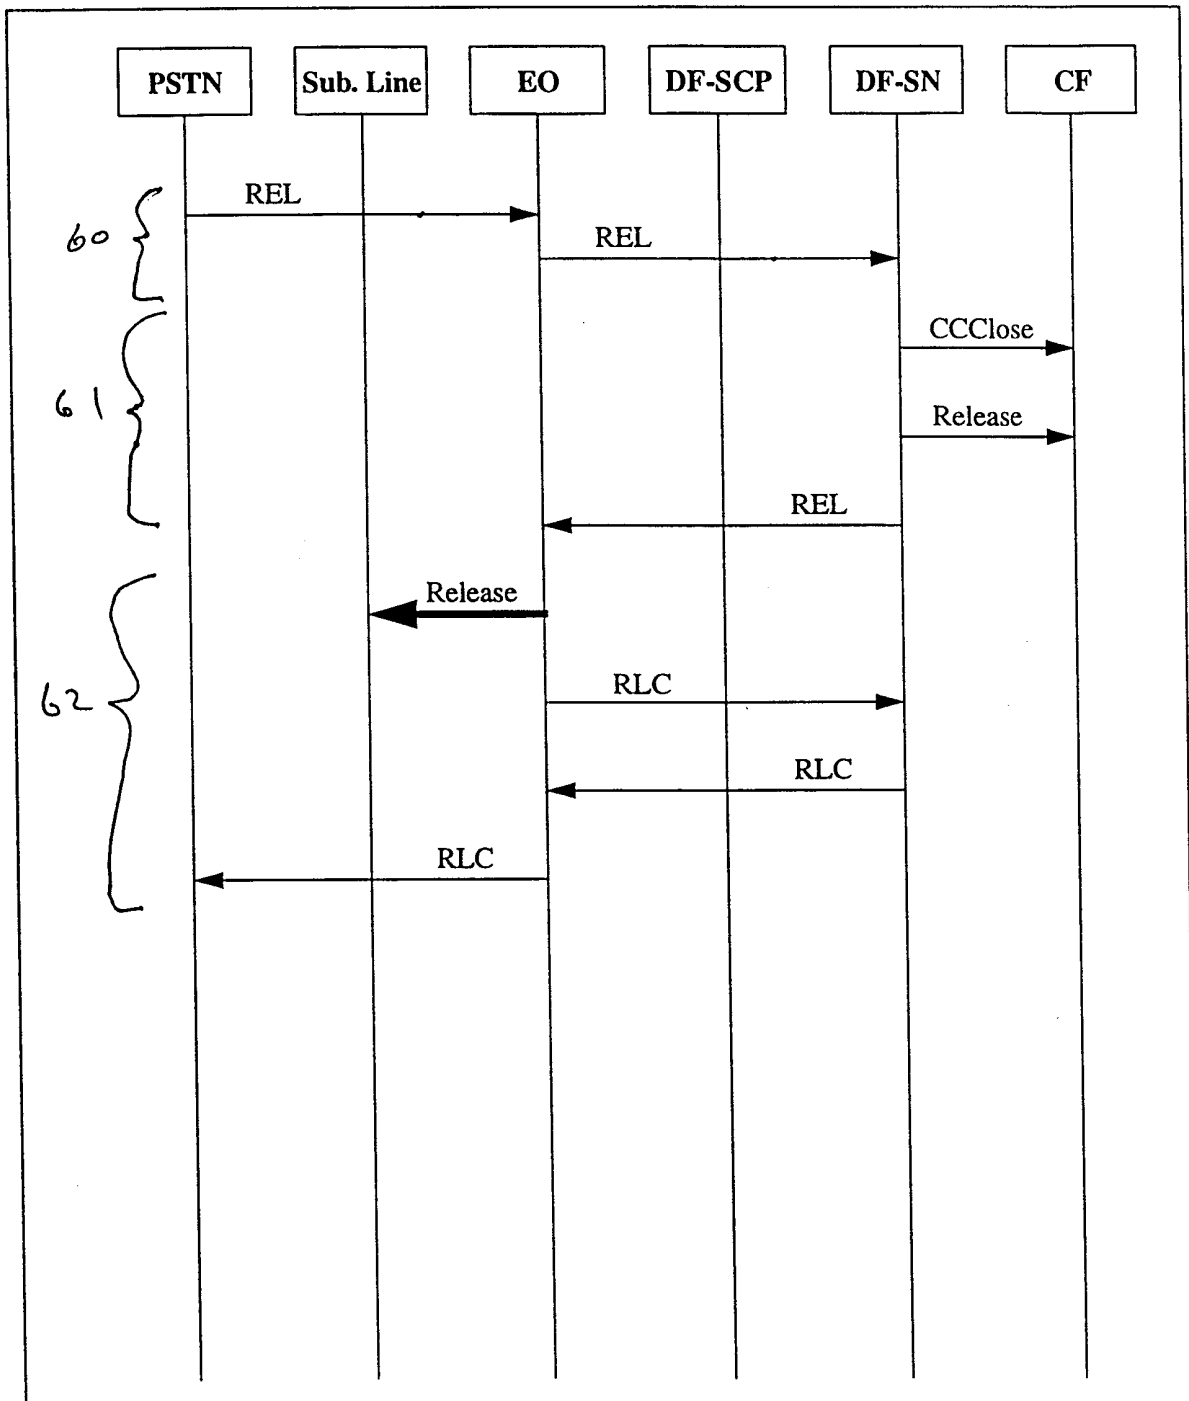 PSTN Sub. Line EO DF-SCP DF-SN CF
REL
60
REL
CCClose
61
Release
REL
Release
62
RLC
RLC
RLC